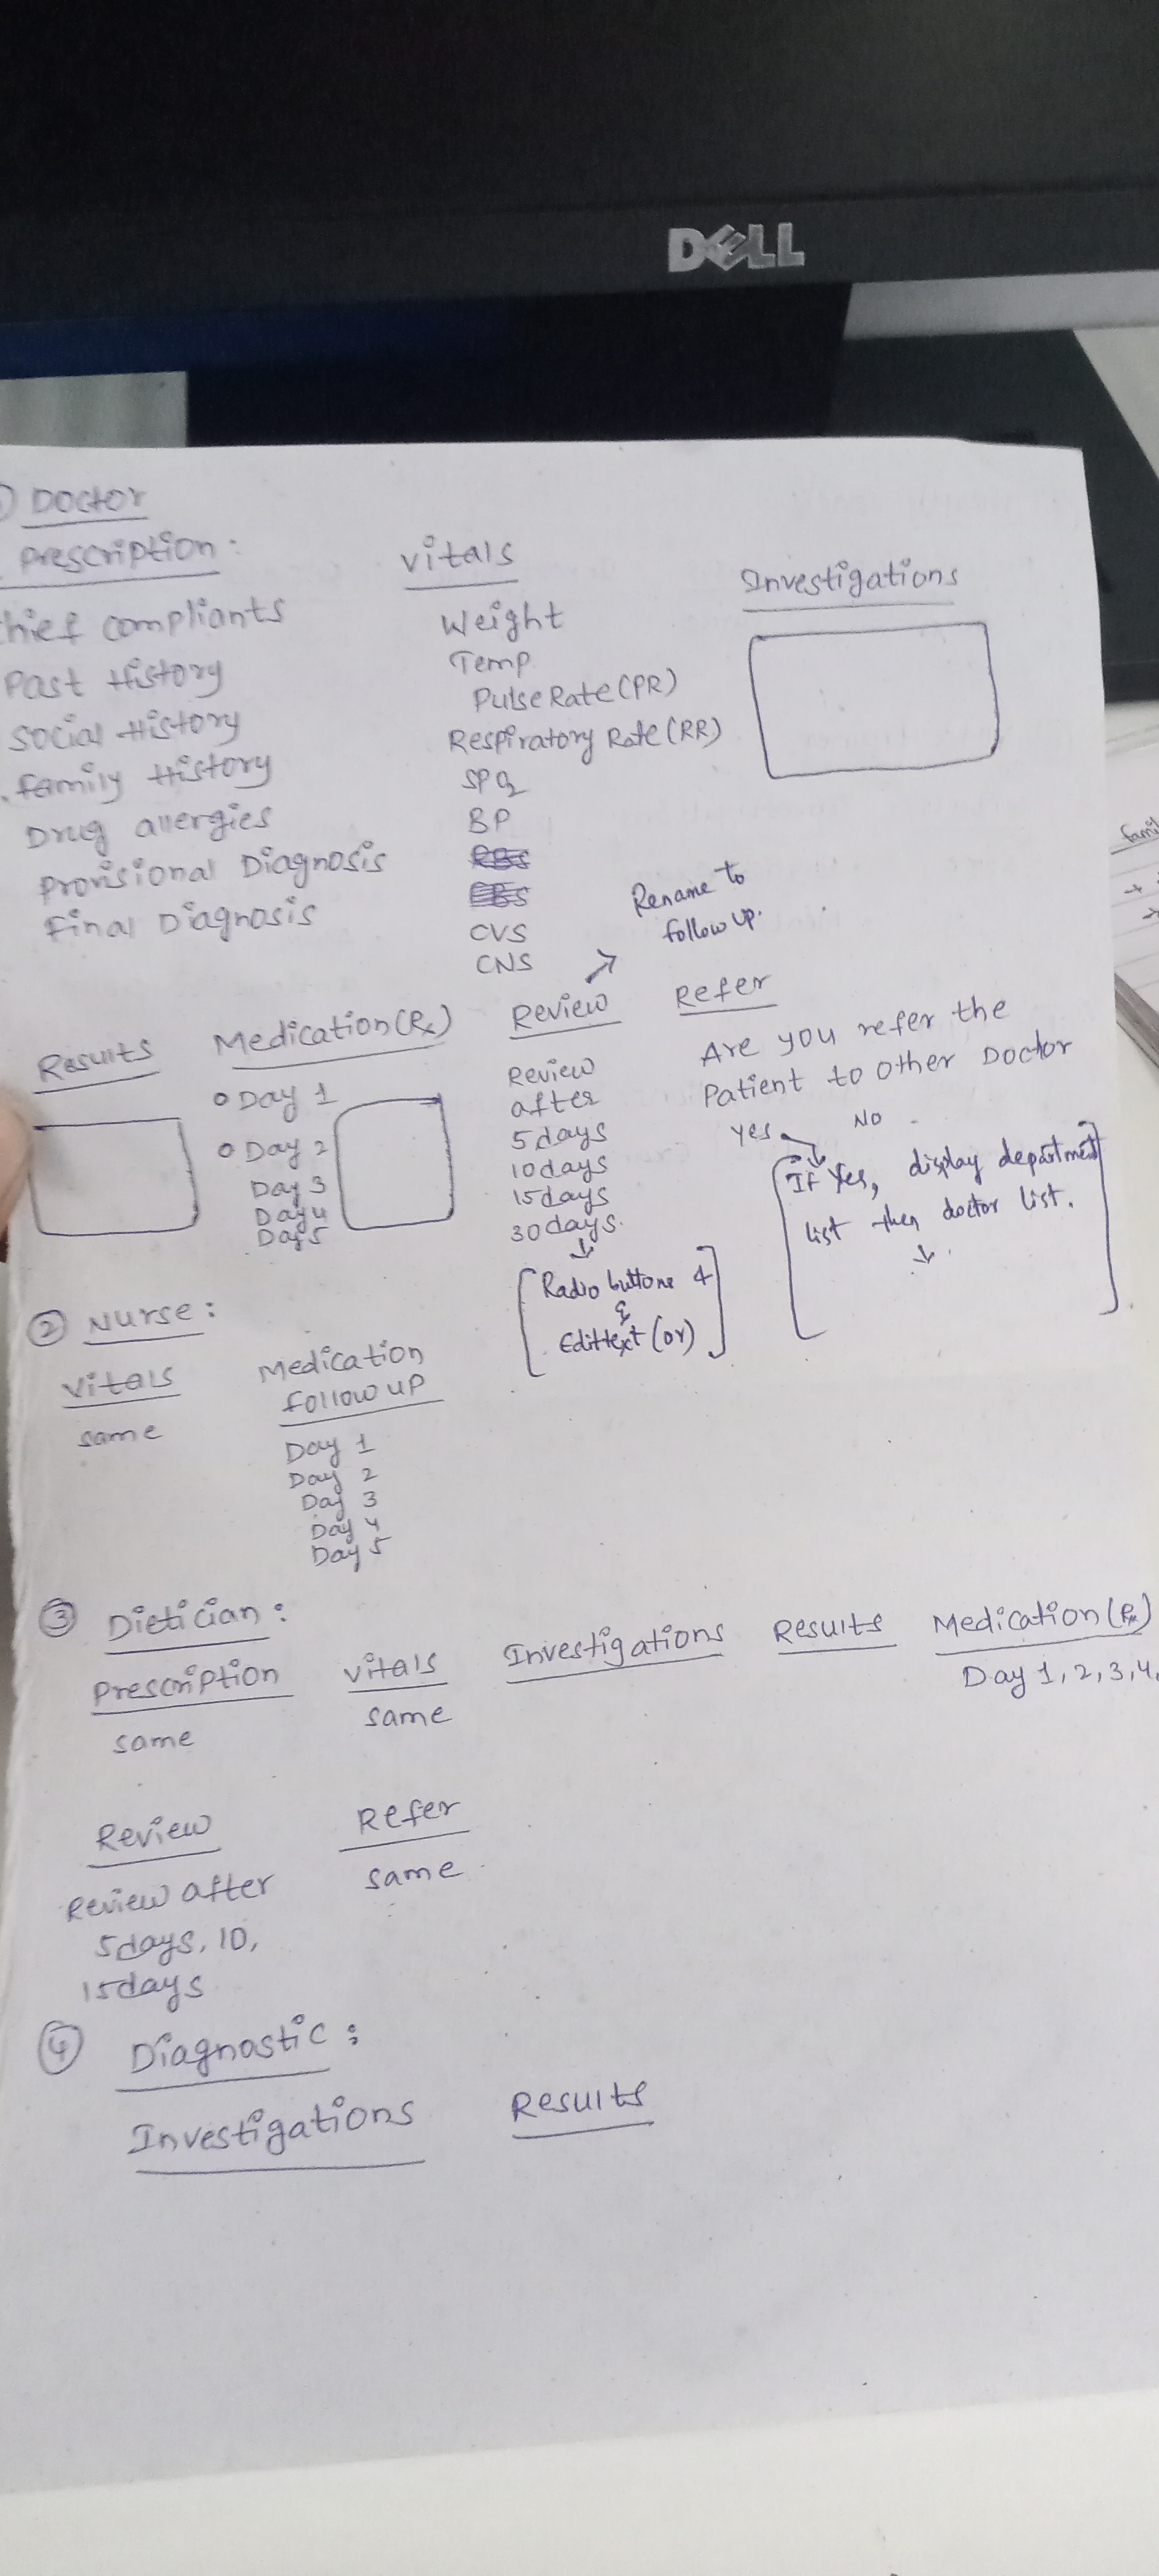 DELL
Doctor
Prescription:
hief compliants
Past History
Social History
Family History
Drug allergies
Provisional Diagnosis
Final Diagnosis
Vitals
Weight
Temp
Pulse Rate (PR)
Respiratory Rate (RR)
SPO2
BP
CVS
CNS
Investigations
Rename to
follow up.
Results
Medication (Rx)
Day 1
Day 2
Day 3
Day 4
Day 5
Review
Review
after
5 days
10 days
15 days
30 days.
[Radio buttons 4
&
Edittext (or)]
Refer
Are you refer the
Patient to other Doctor
Yes NO
[If Yes, display department
list then doctor list.
]
② Nurse:
Vitals
same
Medication
follow up
Day 1
Day 2
Day 3
Day 4
Day 5
③ Dietician:
Prescription
same
Vitals
same
Investigations
Results
Medication (Rx)
Day 1, 2, 3, 4,
Review
Review after
5 days, 10,
15 days
Refer
same
④ Diagnostic:
Investigations Results